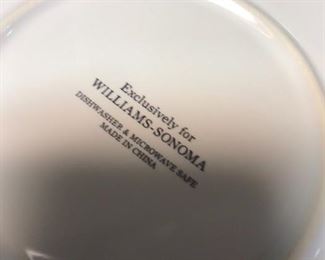 Exclusively for
WILLIAMS-SONOMA
DISHWASHER & MICROWAVE SAFE
MADE IN CHINA